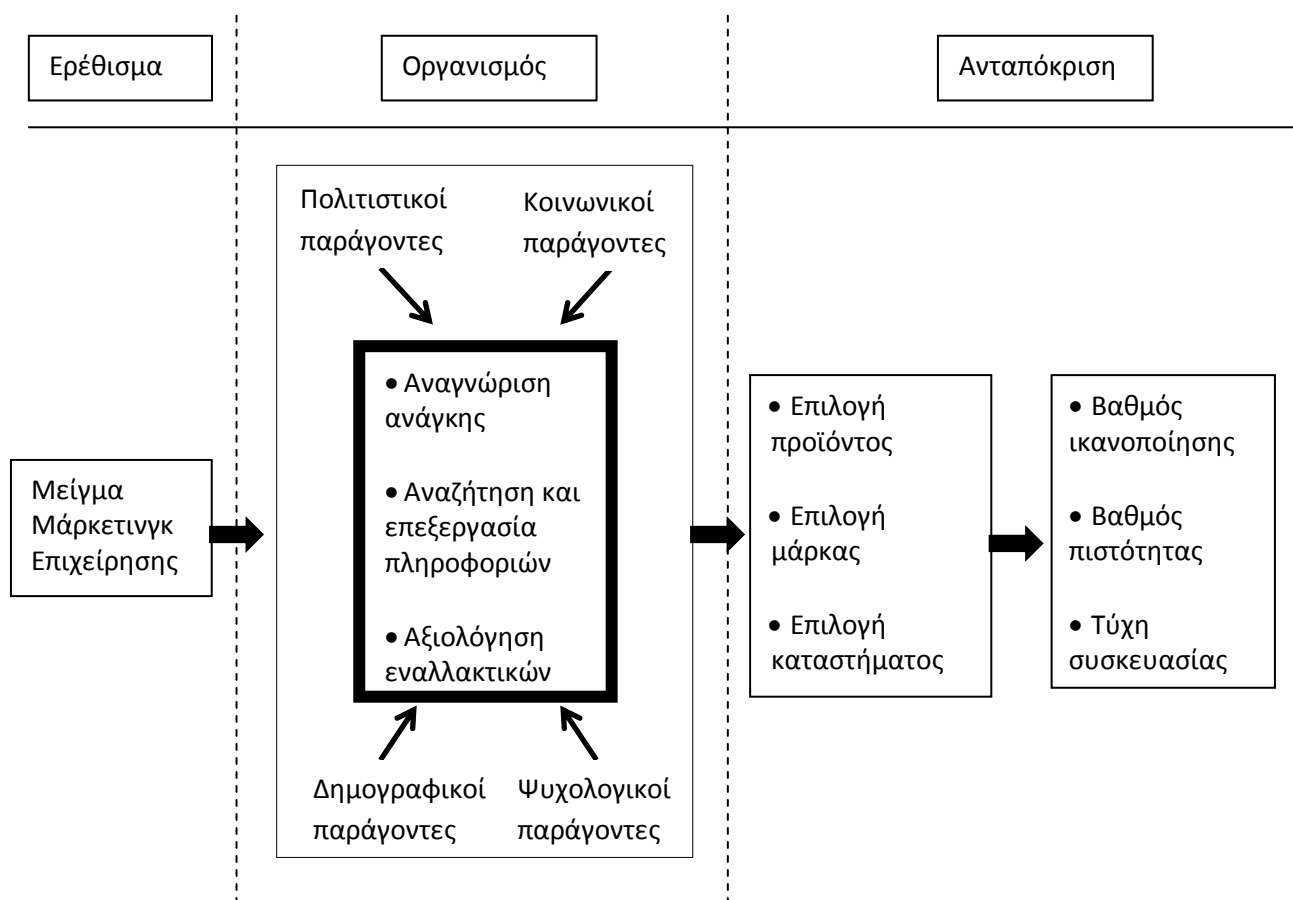 Ερέθισμα
Οργανισμός
Ανταπόκριση
Μείγμα
Μάρκετινγκ
Επιχείρησης
Πολιτιστικοί
παράγοντες
Κοινωνικοί
παράγοντες
• Αναγνώριση
ανάγκης
• Αναζήτηση και
επεξεργασία
πληροφοριών
• Αξιολόγηση
εναλλακτικών
Δημογραφικοί
παράγοντες
Ψυχολογικοί
παράγοντες
• Επιλογή
προϊόντος
• Επιλογή
μάρκας
• Επιλογή
καταστήματος
• Βαθμός
ικανοποίησης
• Βαθμός
πιστότητας
• Τύχη
συσκευασίας